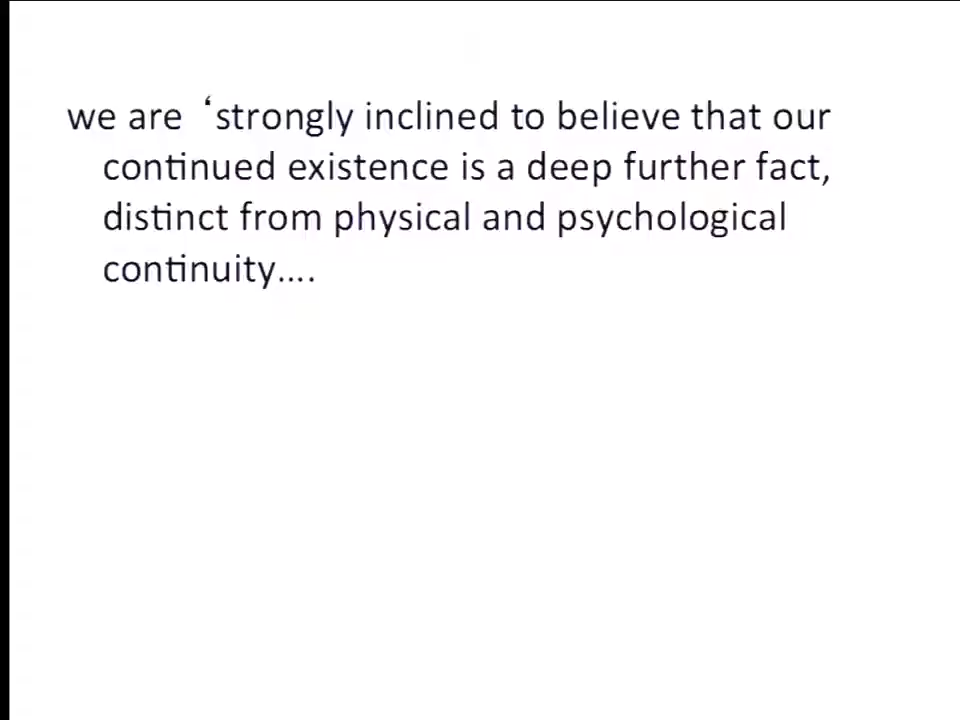 we are ‘strongly inclined to believe that our
continued existence is a deep further fact,
distinct from physical and psychological
continuity….